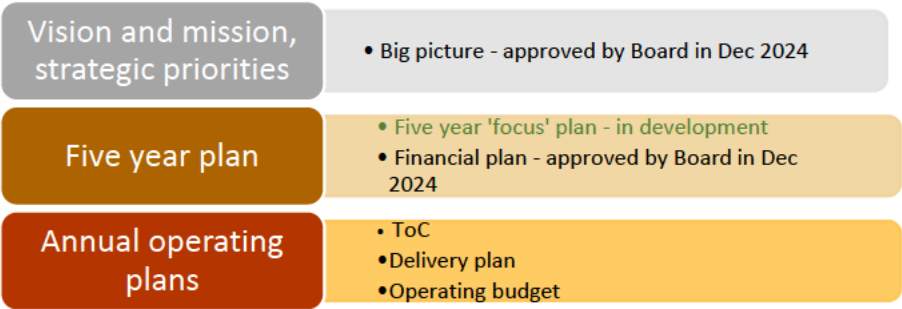 Vision and mission,
strategic priorities
• Big picture - approved by Board in Dec 2024
Five year plan
• Five year 'focus' plan - in development
• Financial plan - approved by Board in Dec
2024
Annual operating
plans
• ToC
•Delivery plan
•Operating budget